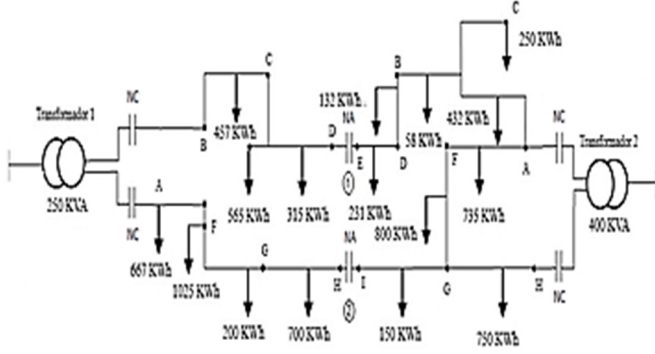 C
250 KWh
C
B
NC
132 KWh .
NA
NC
Transformador 1
457 KWh
D
58 KWh
432 KWh
Transformador 2
B
E
D
F
A
250 KVA
A
1
400 KVA
565 KWh
315 KWh
231 KWh
735 KWh
NC
F
800 KWh
667 KWh
G
NA
1025 KWh
H
I
G
H
NC
2
200 KWh
700 KWh
150 KWh
750 KWh